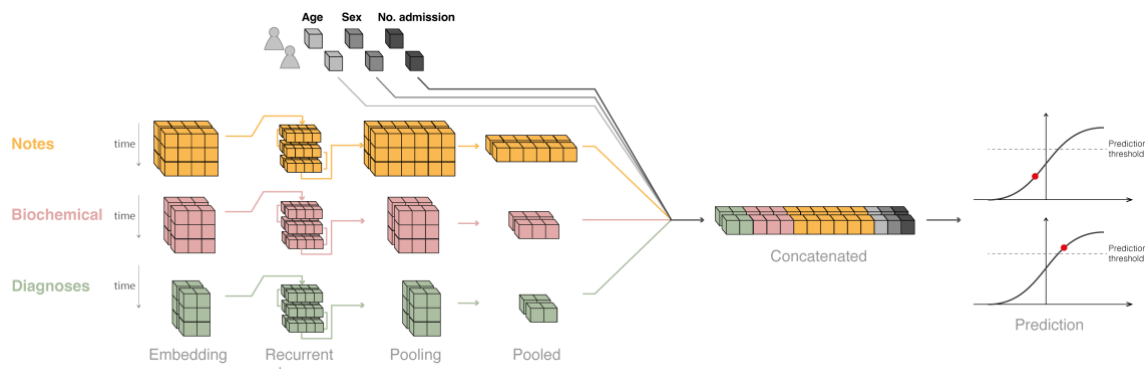 Age Sex No. admission
Notes
time
Biochemical
time
Diagnoses
time
Embedding
Recurrent
Pooling
Pooled
Concatenated
Prediction
threshold
Prediction
threshold
Prediction